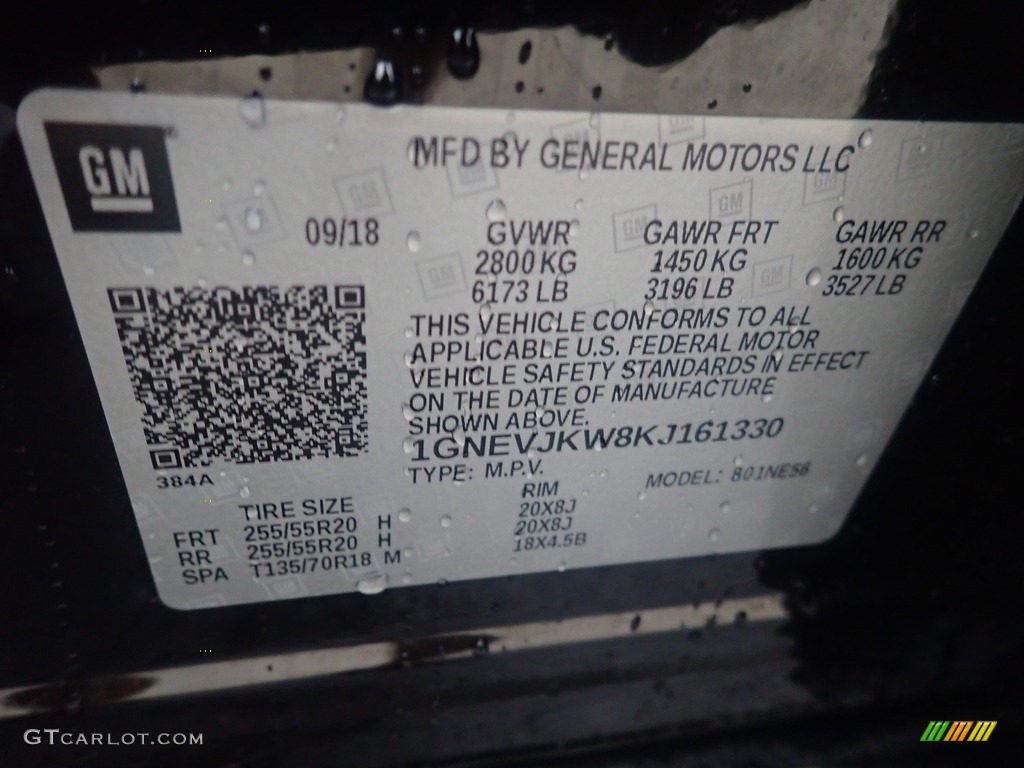 GM
MFD BY GENERAL MOTORS LLC
09/18
GVWR GAWR FRT GAWR RR
2800 KG 1450 KG 1600 KG
6173 LB 3196 LB 3527 LB
THIS VEHICLE CONFORMS TO ALL
APPLICABLE U.S. FEDERAL MOTOR
VEHICLE SAFETY STANDARDS IN EFFECT
ON THE DATE OF MANUFACTURE
SHOWN ABOVE.
1GNEVJKW8KJ161330
TYPE: M.P.V. MODEL: 801NE56
384A
TIRE SIZE RIM
FRT 255/55R20 H 20X8J
RR 255/55R20 H 20X8J
SPA T135/70R18 M 18X4.5B
GTCARLOT.COM